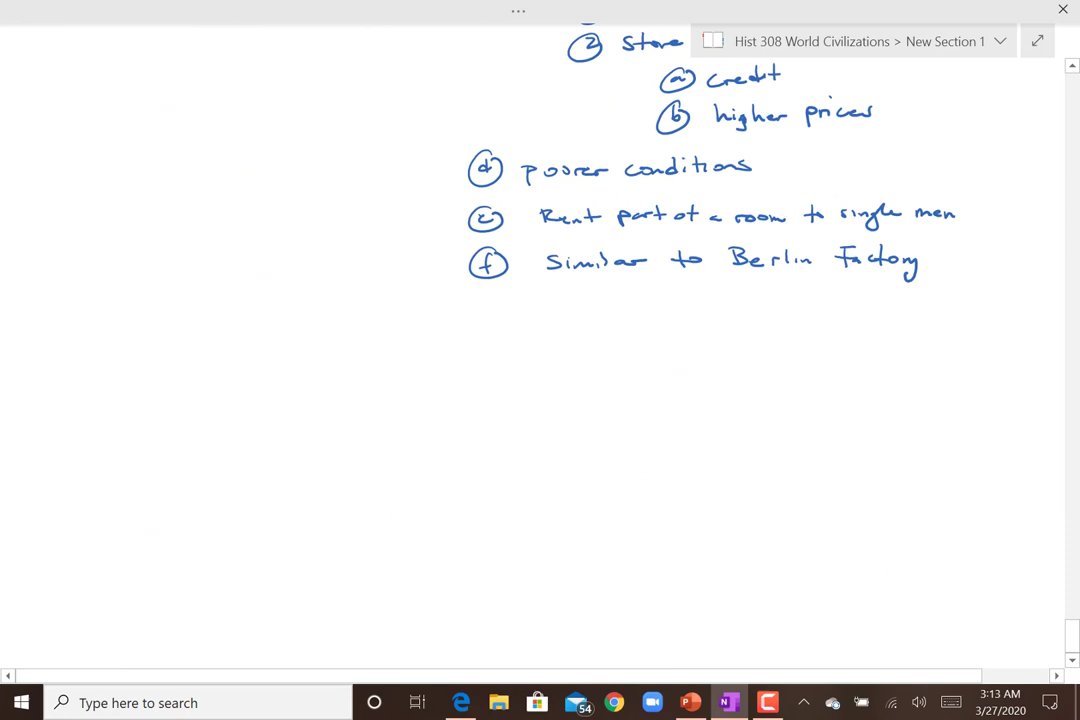 ...
② Store
Hist 308 World Civilizations > New Section 1
ⓐ credit
ⓑ higher prices
ⓓ poorer conditions
ⓔ Rent part of a room to single men
ⓕ Similar to Berlin Factory
Type here to search
54
3:13 AM
3/27/2020